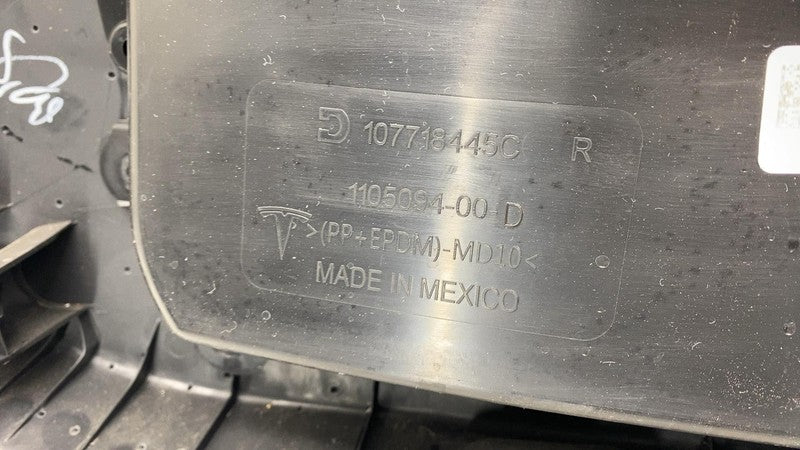 107718445C R
1105094-00-D
>(PP+EPDM)-MD10<
MADE IN MEXICO